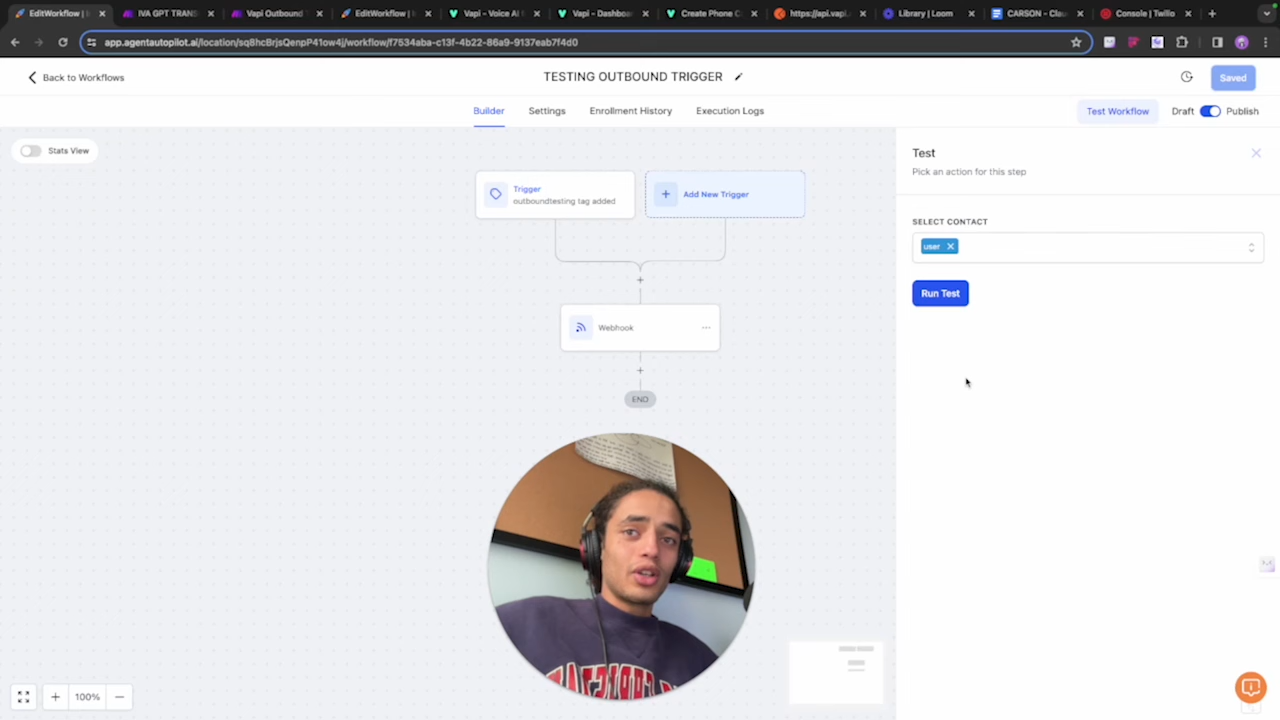 EditWorkflow |
IVA GPT TRAN
Vapi Outbound
EditWorkflow |
Vapi - Voice AI
Vapi - Dashboa
Create Phone C
https://api.vapi.
Library | Loom
CARSON - Cla
Console | Twilio
app.agentautopilot.ai/location/sq8hcBrjsQenpP41ow4j/workflow/f7534aba-c13f-4b22-86a9-9137eab7f4d0
Back to Workflows
TESTING OUTBOUND TRIGGER
Saved
Builder
Settings
Enrollment History
Execution Logs
Test Workflow
Draft
Publish
Stats View
Trigger
outboundtesting tag added
Add New Trigger
Webhook
END
Test
Pick an action for this step
SELECT CONTACT
user
Run Test
100%